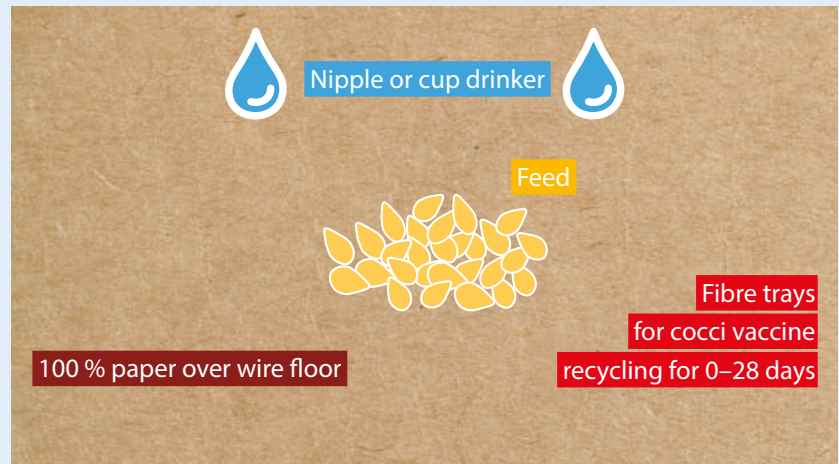 Nipple or cup drinker
Feed
Fibre trays
for cocci vaccine
recycling for 0–28 days
100 % paper over wire floor